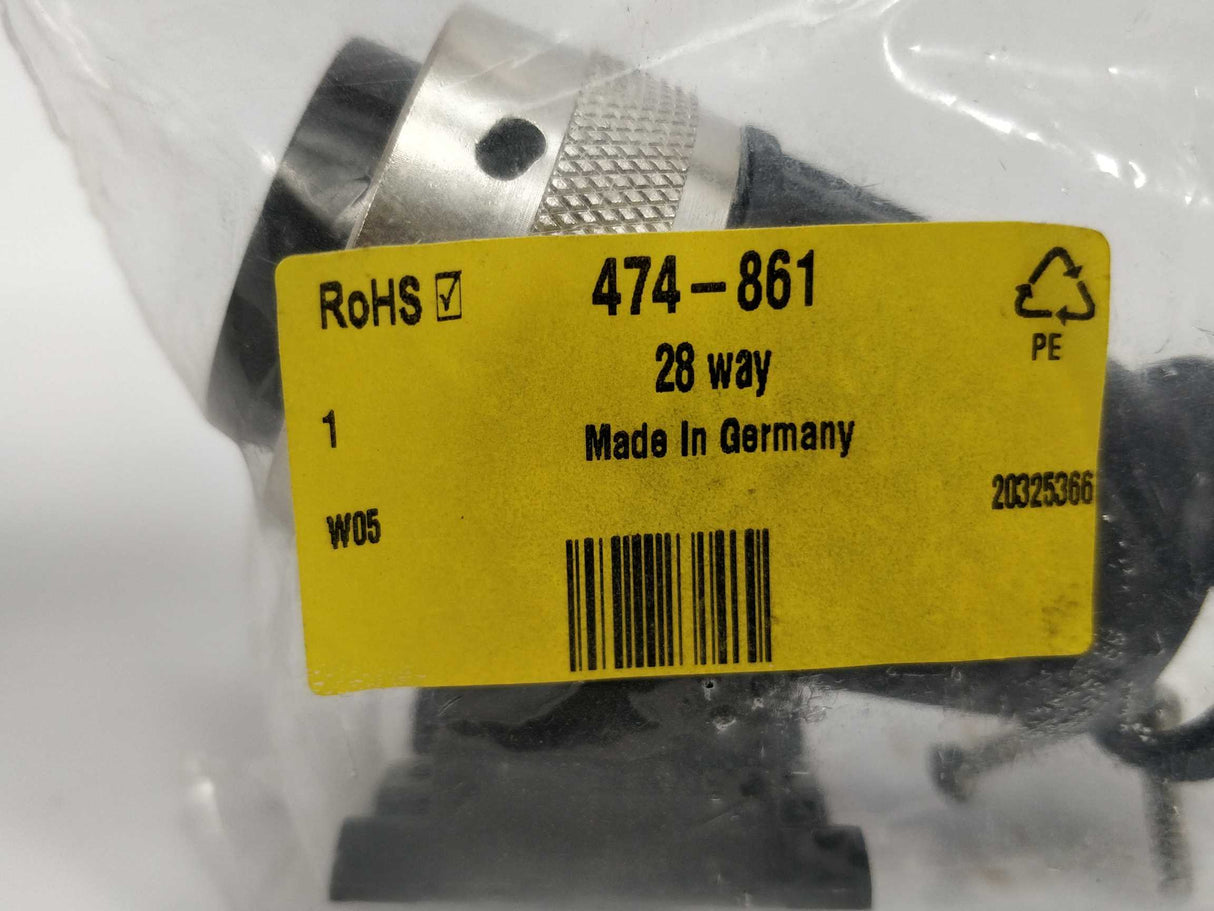 RoHS ☑
474-861
28 way
PE
1
Made In Germany
20325366
W05